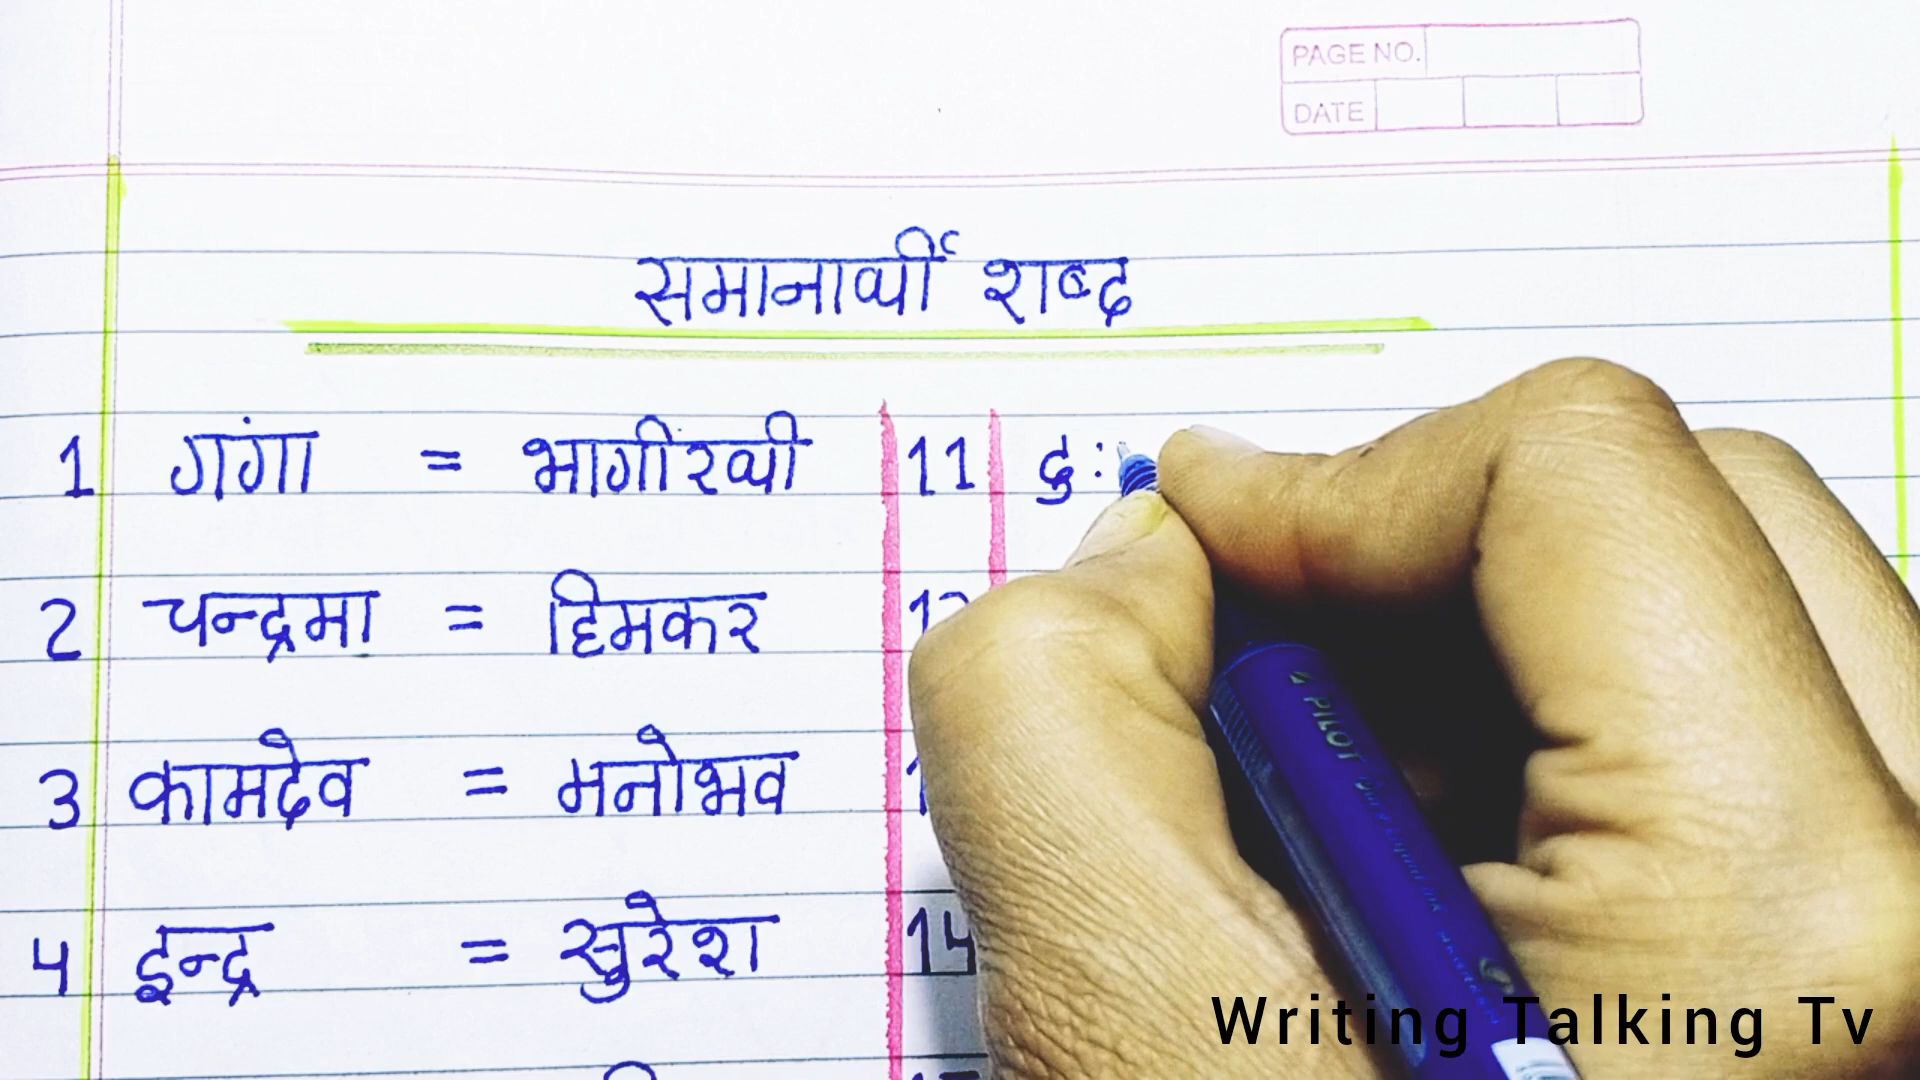 PAGE NO.
DATE
समानार्थी शब्द
1 गंगा = भागीरथी 11 दुः
2 चन्द्रमा = हिमकर
3 कामदेव = मनोभव
4 इन्द्र = सुरेश 14
PILOT
Writing Talking Tv